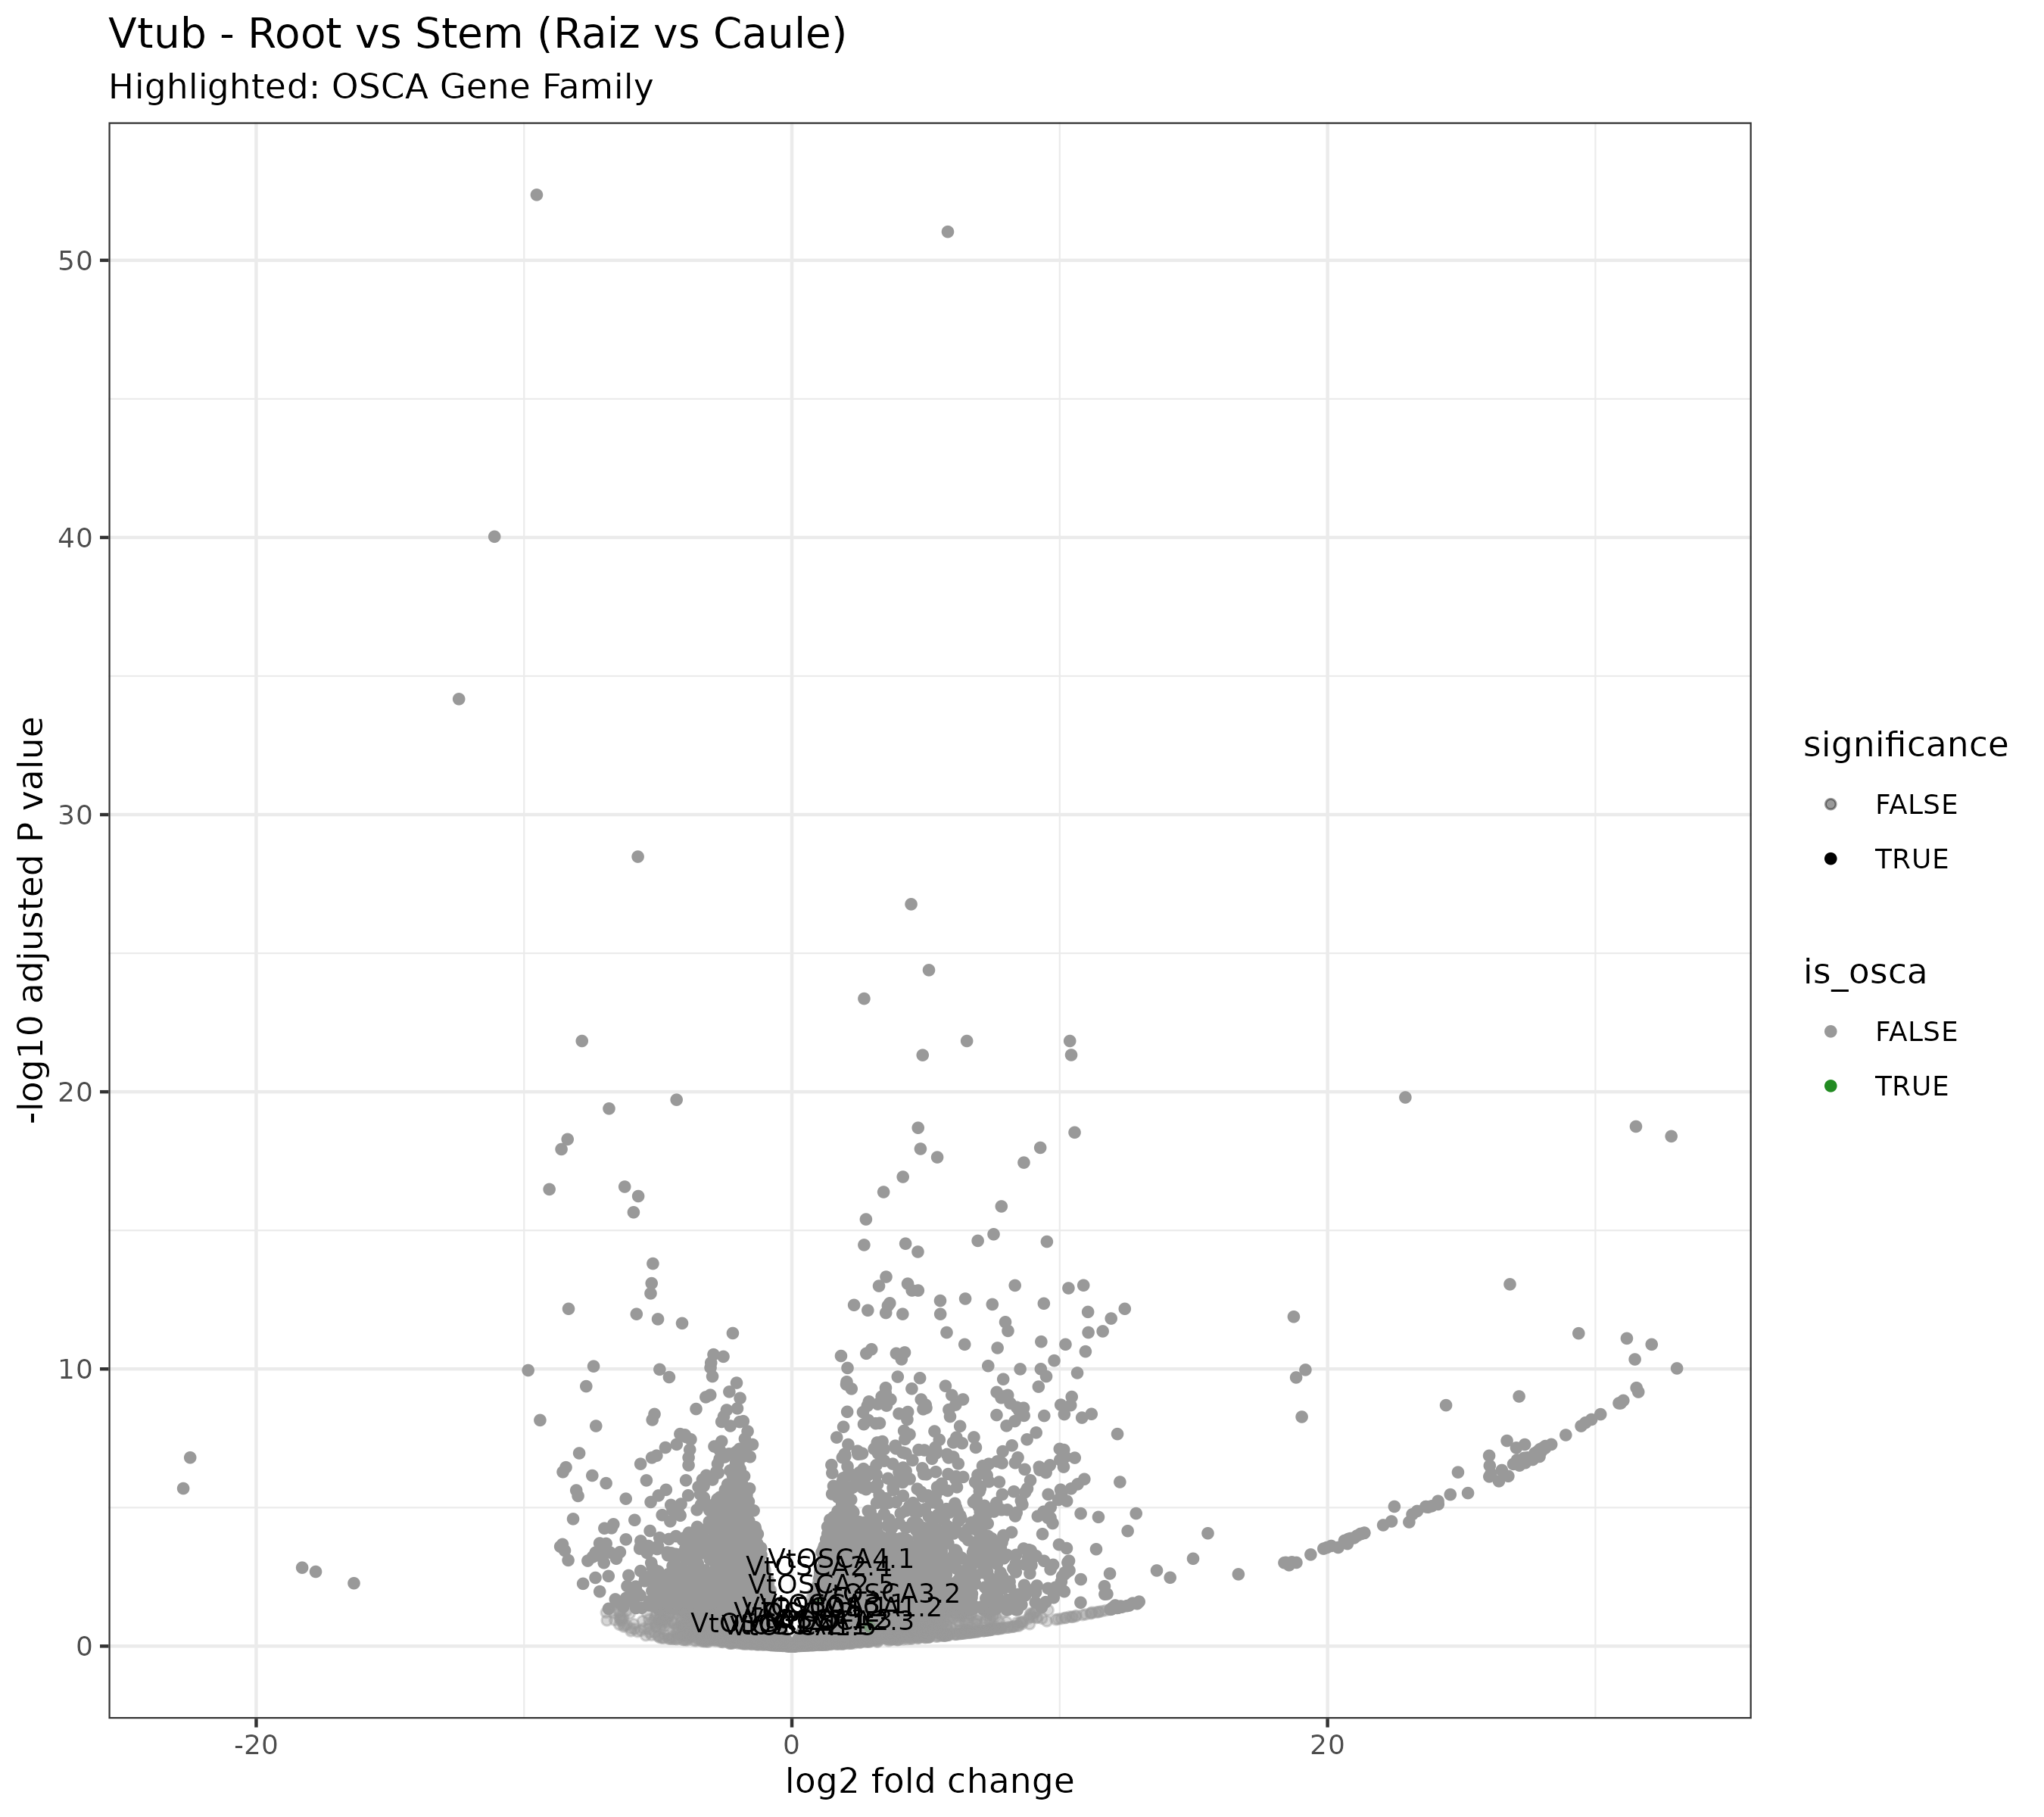 Vtub - Root vs Stem (Raiz vs Caule)
Highlighted: OSCA Gene Family
-log10 adjusted P value
50
40
30
20
10
0
VtOSCA4.1
VtOSCA2.4
VtOSCA2.5
VtOSCA3.2
-20
0
20
log2 fold change
significance
FALSE
TRUE
is_osca
FALSE
TRUE